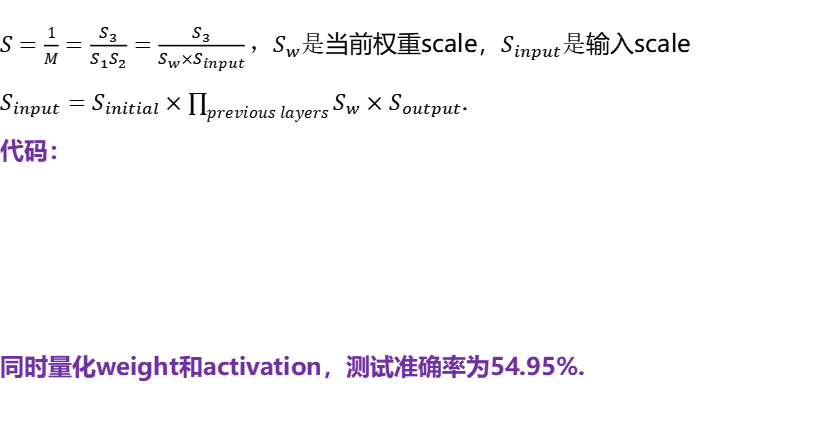 S = 1/M = S₃/(S₁S₂) = S₃/(S_w×S_input) ，S_w是当前权重scale，S_input是输入scale
S_input = S_initial × ∏_previous layers S_w × S_output.
代码：
同时量化weight和activation，测试准确率为54.95%.